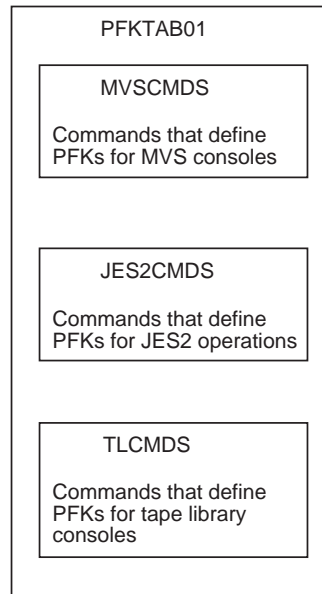 PFKTAB01
MVSCMDS
Commands that define
PFKs for MVS consoles
JES2CMDS
Commands that define
PFKs for JES2 operations
TLCMDS
Commands that define
PFKs for tape library
consoles